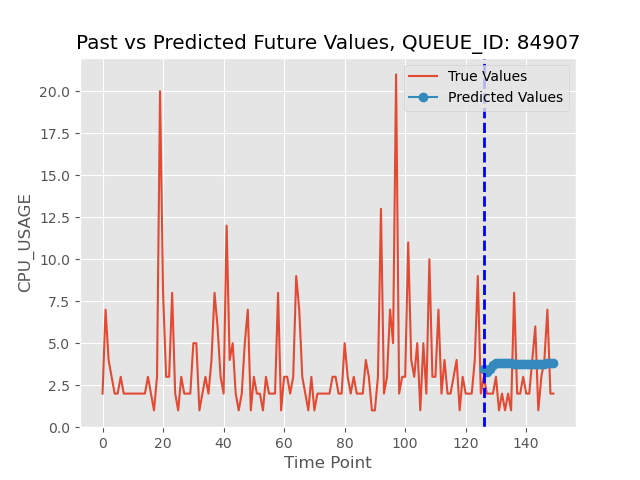 Past vs Predicted Future Values, QUEUE_ID: 84907
True Values
Predicted Values
CPU_USAGE
20.0
17.5
15.0
12.5
10.0
7.5
5.0
2.5
0.0
0 20 40 60 80 100 120 140
Time Point